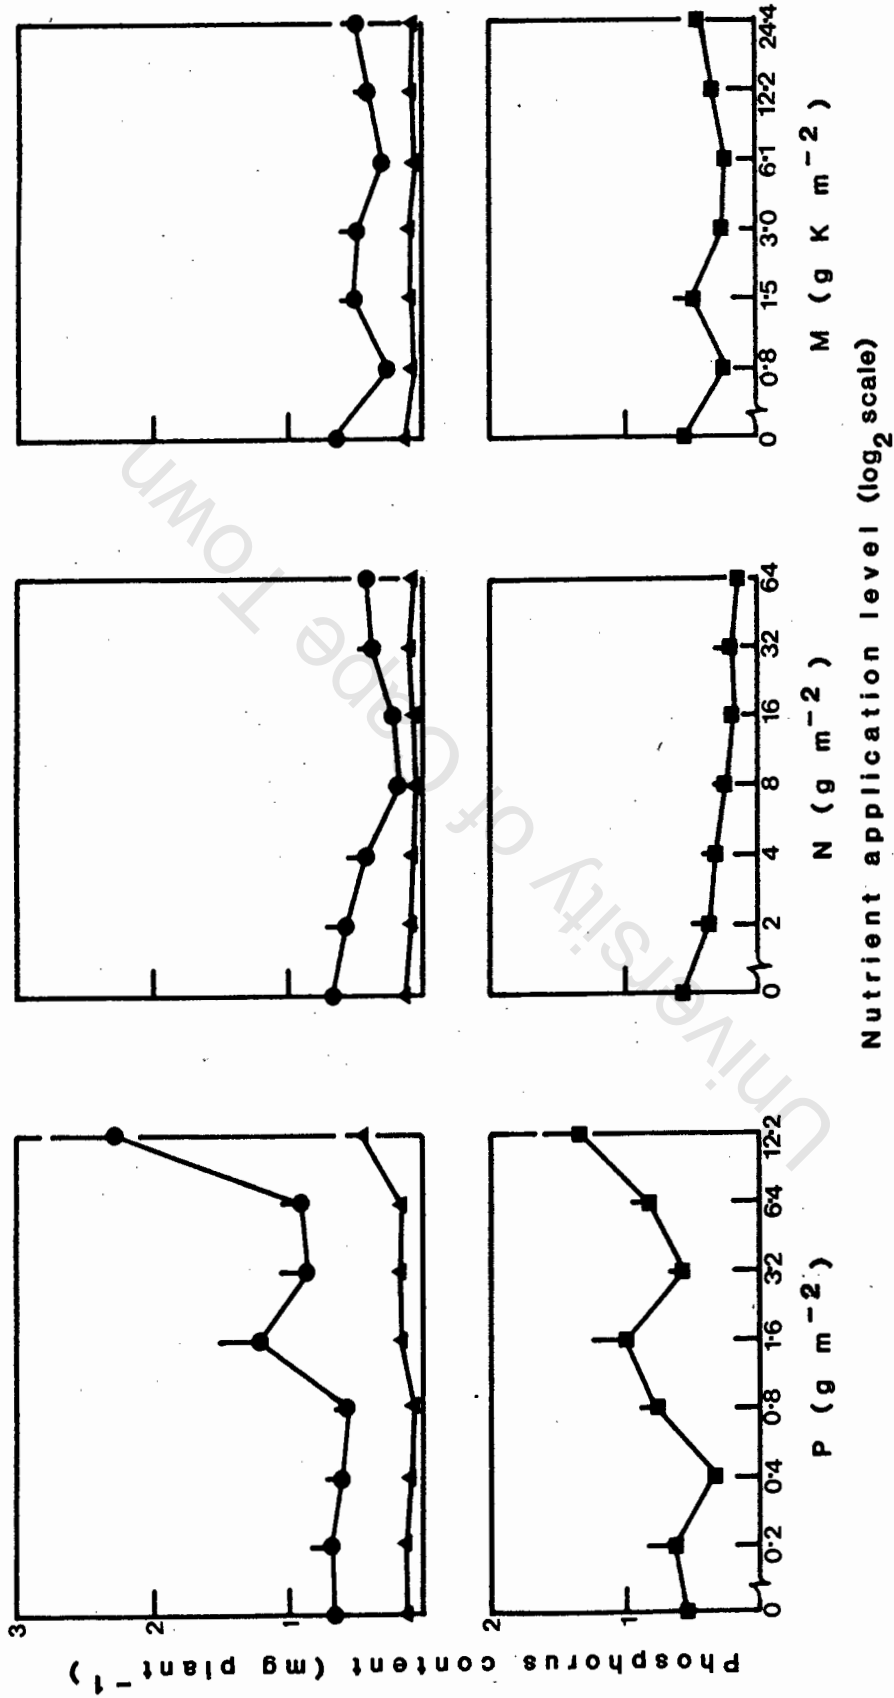 Phosphorus content (mg plant⁻¹)
3
2
1
2
1
0 0·2 0·4 0·8 1·6 3·2 6·4 12·2
P (g m⁻²)
0 2 4 8 16 32 64
N (g m⁻²)
0 0·8 1·5 3·0 6·1 12·2 24·4
M (g K m⁻²)
Nutrient application level (log₂ scale)
University of Cape Town